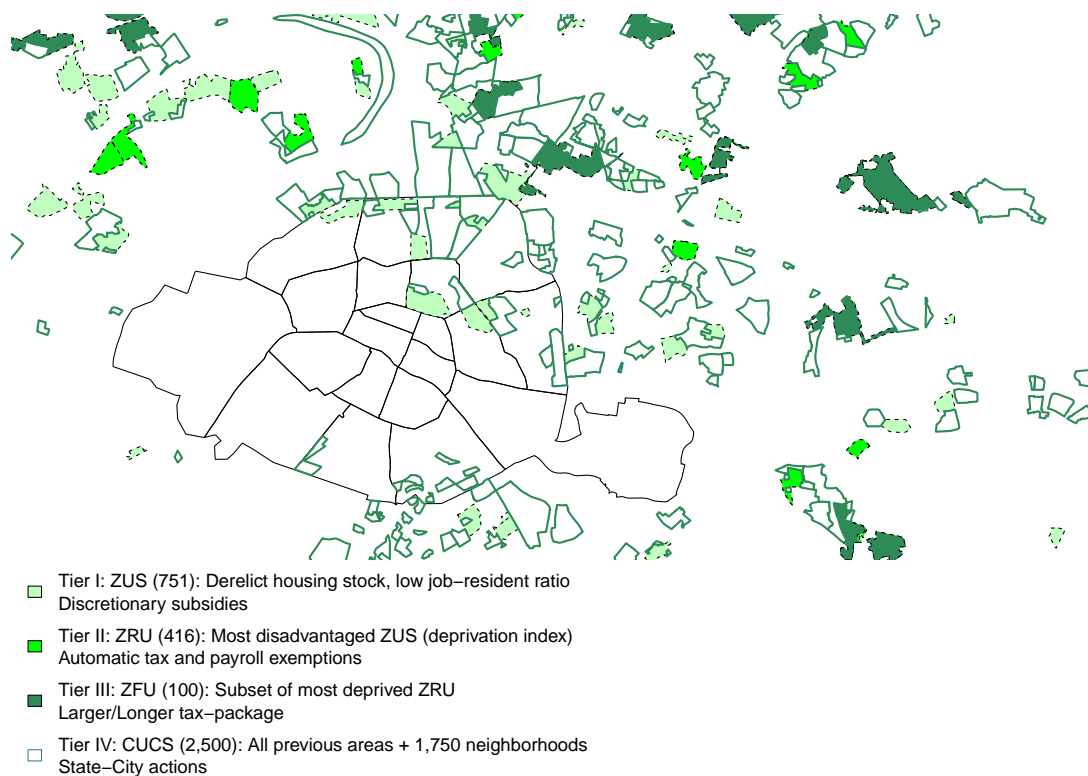 Tier I: ZUS (751): Derelict housing stock, low job−resident ratio
Discretionary subsidies
Tier II: ZRU (416): Most disadvantaged ZUS (deprivation index)
Automatic tax and payroll exemptions
Tier III: ZFU (100): Subset of most deprived ZRU
Larger/Longer tax−package
Tier IV: CUCS (2,500): All previous areas + 1,750 neighborhoods
State−City actions